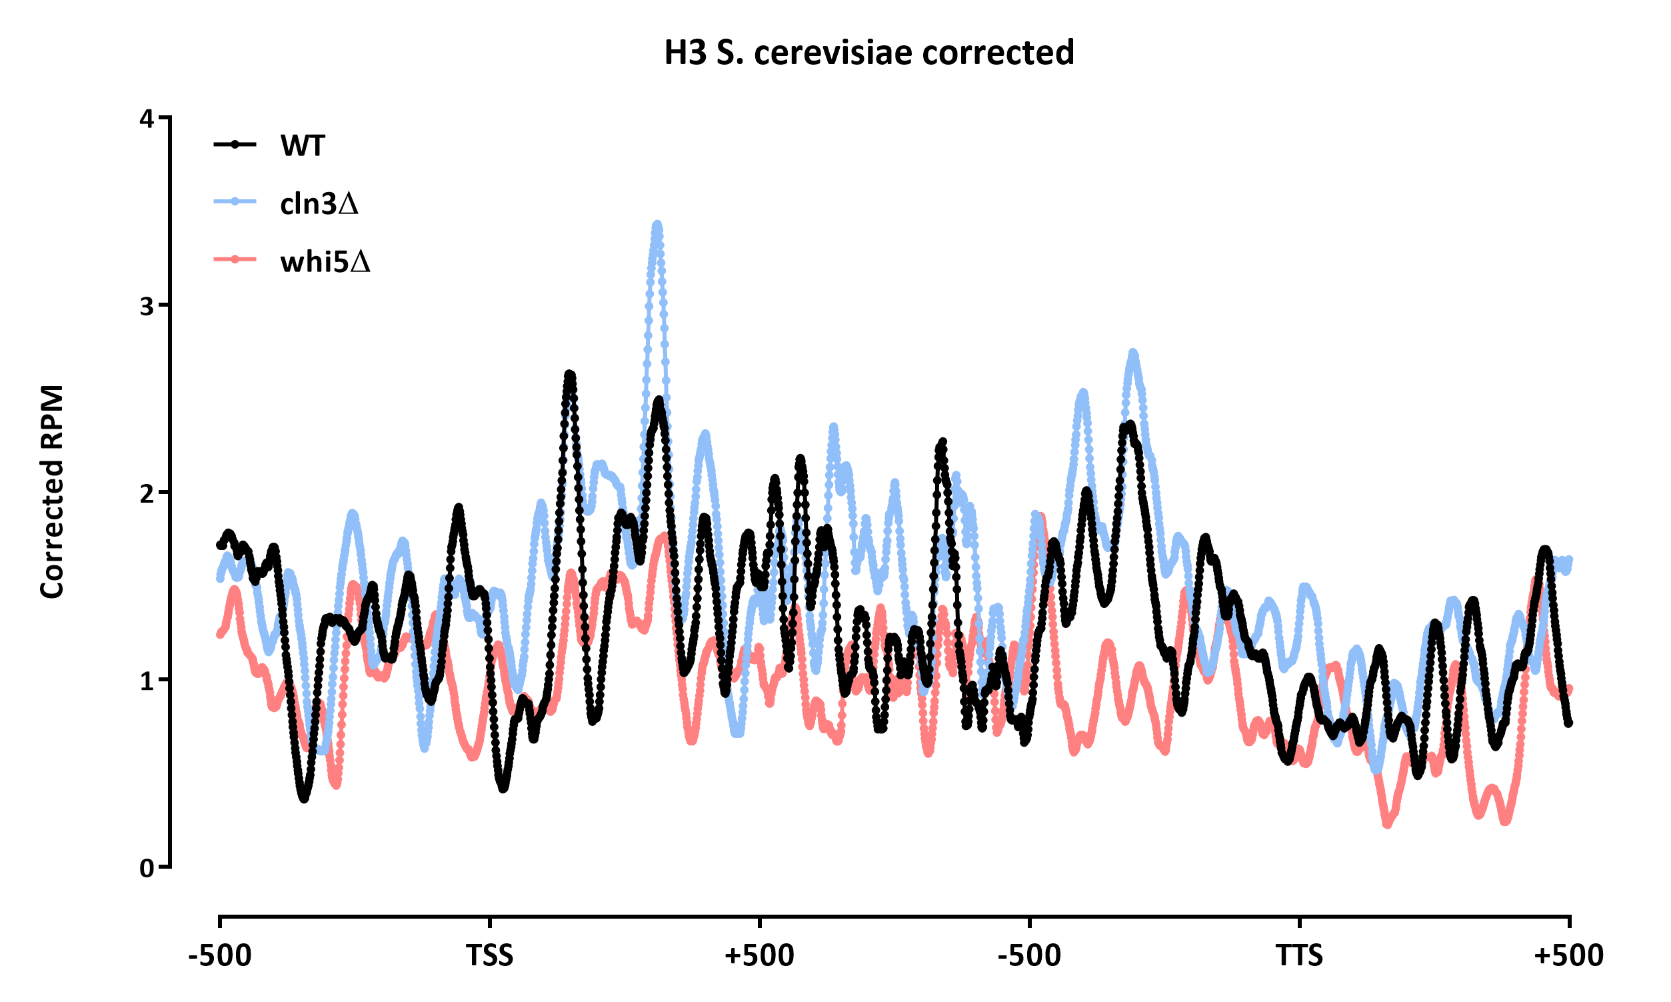 H3 S. cerevisiae corrected
WT
cln3Δ
whi5Δ
Corrected RPM
4
3
2
1
0
-500 TSS +500 -500 TTS +500